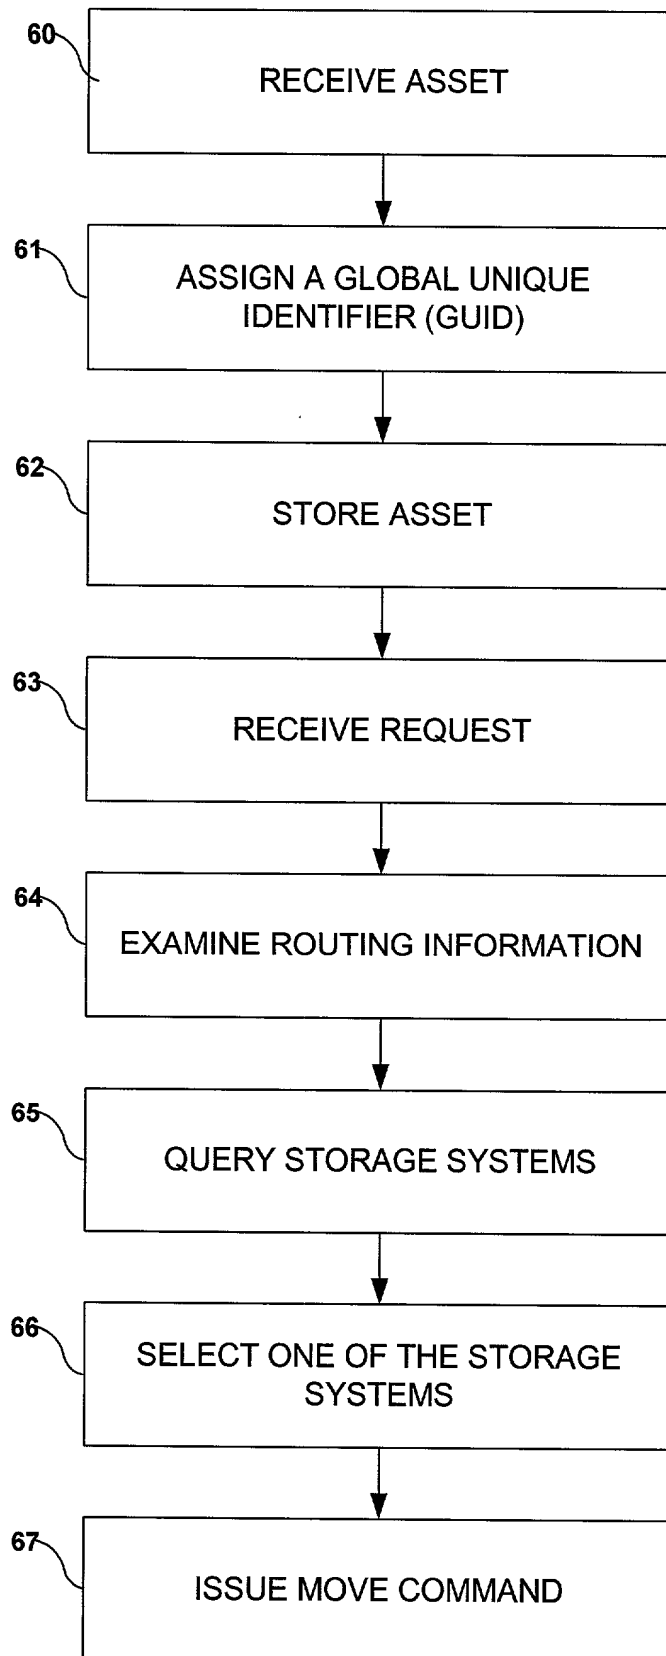 60
RECEIVE ASSET
61
ASSIGN A GLOBAL UNIQUE
IDENTIFIER (GUID)
62
STORE ASSET
63
RECEIVE REQUEST
64
EXAMINE ROUTING INFORMATION
65
QUERY STORAGE SYSTEMS
66
SELECT ONE OF THE STORAGE
SYSTEMS
67
ISSUE MOVE COMMAND